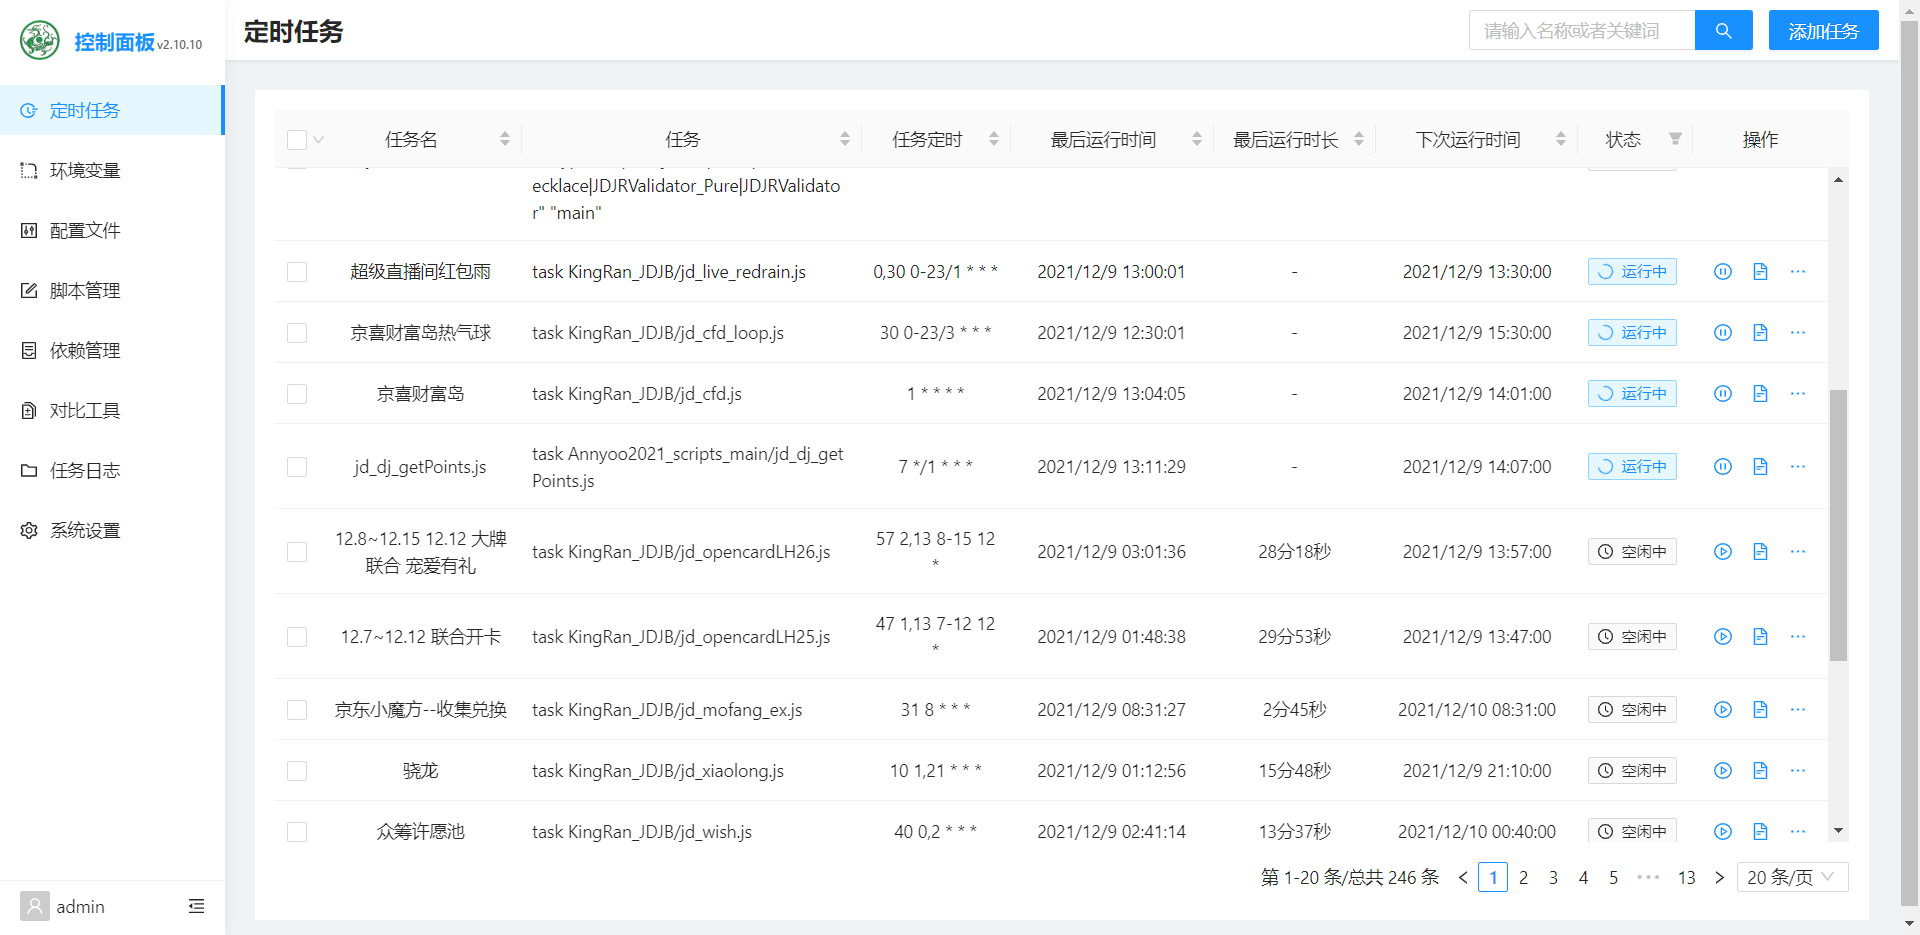 控制面板 v2.10.10
定时任务
请输入名称或者关键词
添加任务
定时任务
环境变量
配置文件
脚本管理
依赖管理
对比工具
任务日志
系统设置
admin
任务名 任务 任务定时 最后运行时间 最后运行时长 下次运行时间 状态 操作
ecklace|JDJRValidator_Pure|JDJRValidato
r" "main"
超级直播间红包雨 task KingRan_JDJB/jd_live_redrain.js 0,30 0-23/1 * * * 2021/12/9 13:00:01 - 2021/12/9 13:30:00 运行中
京喜财富岛热气球 task KingRan_JDJB/jd_cfd_loop.js 30 0-23/3 * * * 2021/12/9 12:30:01 - 2021/12/9 15:30:00 运行中
京喜财富岛 task KingRan_JDJB/jd_cfd.js 1 * * * * 2021/12/9 13:04:05 - 2021/12/9 14:01:00 运行中
jd_dj_getPoints.js task Annyoo2021_scripts_main/jd_dj_get
Points.js 7 */1 * * * 2021/12/9 13:11:29 - 2021/12/9 14:07:00 运行中
12.8~12.15 12.12 大牌
联合 宠爱有礼 task KingRan_JDJB/jd_opencardLH26.js 57 2,13 8-15 12
* 2021/12/9 03:01:36 28分18秒 2021/12/9 13:57:00 空闲中
12.7~12.12 联合开卡 task KingRan_JDJB/jd_opencardLH25.js 47 1,13 7-12 12
* 2021/12/9 01:48:38 29分53秒 2021/12/9 13:47:00 空闲中
京东小魔方--收集兑换 task KingRan_JDJB/jd_mofang_ex.js 31 8 * * * 2021/12/9 08:31:27 2分45秒 2021/12/10 08:31:00 空闲中
骁龙 task KingRan_JDJB/jd_xiaolong.js 10 1,21 * * * 2021/12/9 01:12:56 15分48秒 2021/12/9 21:10:00 空闲中
众筹许愿池 task KingRan_JDJB/jd_wish.js 40 0,2 * * * 2021/12/9 02:41:14 13分37秒 2021/12/10 00:40:00 空闲中
第 1-20 条/总共 246 条 < 1 2 3 4 5 ••• 13 > 20 条/页